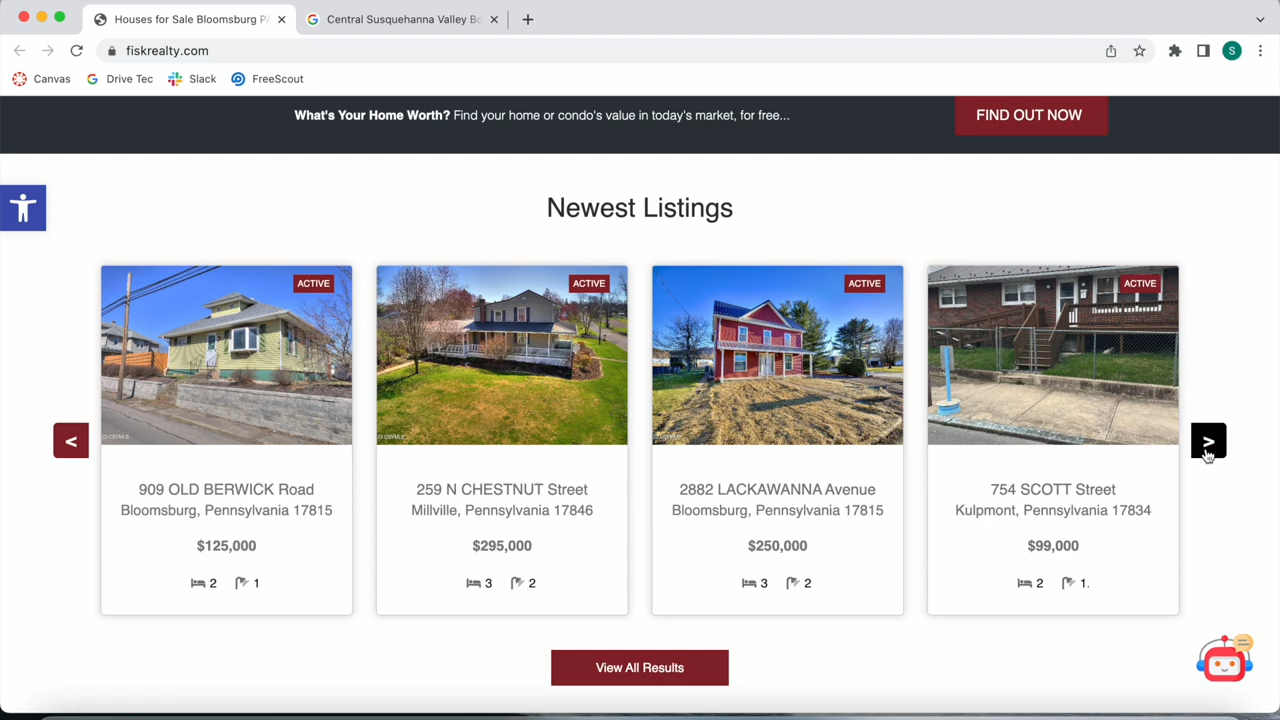 Houses for Sale Bloomsburg PA
Central Susquehanna Valley Bo
fiskrealty.com
S
Canvas
Drive Tec
Slack
FreeScout
What's Your Home Worth? Find your home or condo's value in today's market, for free...
FIND OUT NOW
Newest Listings
ACTIVE
ACTIVE
ACTIVE
ACTIVE
23 CSVMLS
<
>
909 OLD BERWICK Road
Bloomsburg, Pennsylvania 17815
$125,000
2 1
259 N CHESTNUT Street
Millville, Pennsylvania 17846
$295,000
3 2
2882 LACKAWANNA Avenue
Bloomsburg, Pennsylvania 17815
$250,000
3 2
754 SCOTT Street
Kulpmont, Pennsylvania 17834
$99,000
2 1.
View All Results